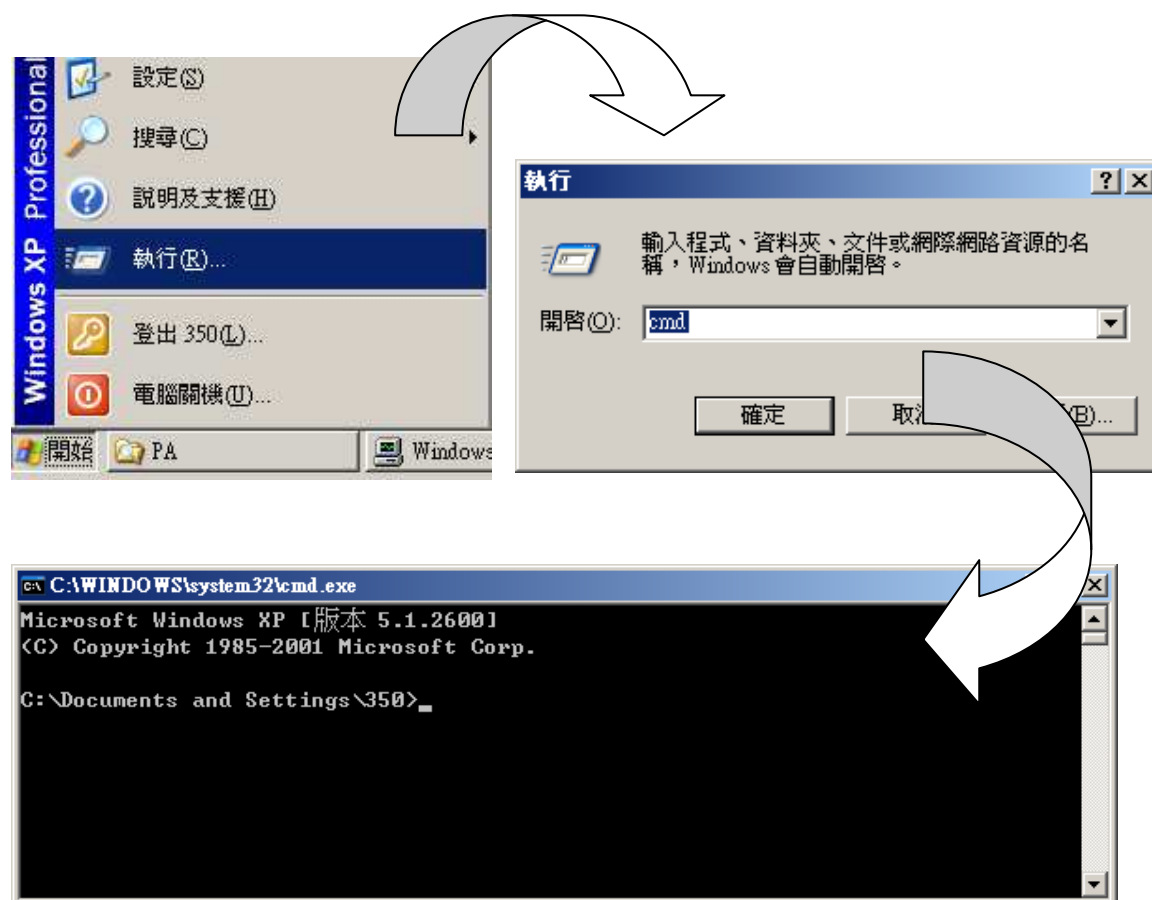 Windows XP Professional
設定(S)
搜尋(C)
說明及支援(H)
執行(R)...
登出 350(L)...
電腦關機(U)...
開始
PA
Windows
執行
輸入程式、資料夾、文件或網際網路資源的名
稱，Windows 會自動開啓。
開啓(O):
cmd
確定
(B)...
C:\WINDOWS\system32\cmd.exe
Microsoft Windows XP [版本 5.1.2600]
(C) Copyright 1985-2001 Microsoft Corp.
C:\Documents and Settings\350>_